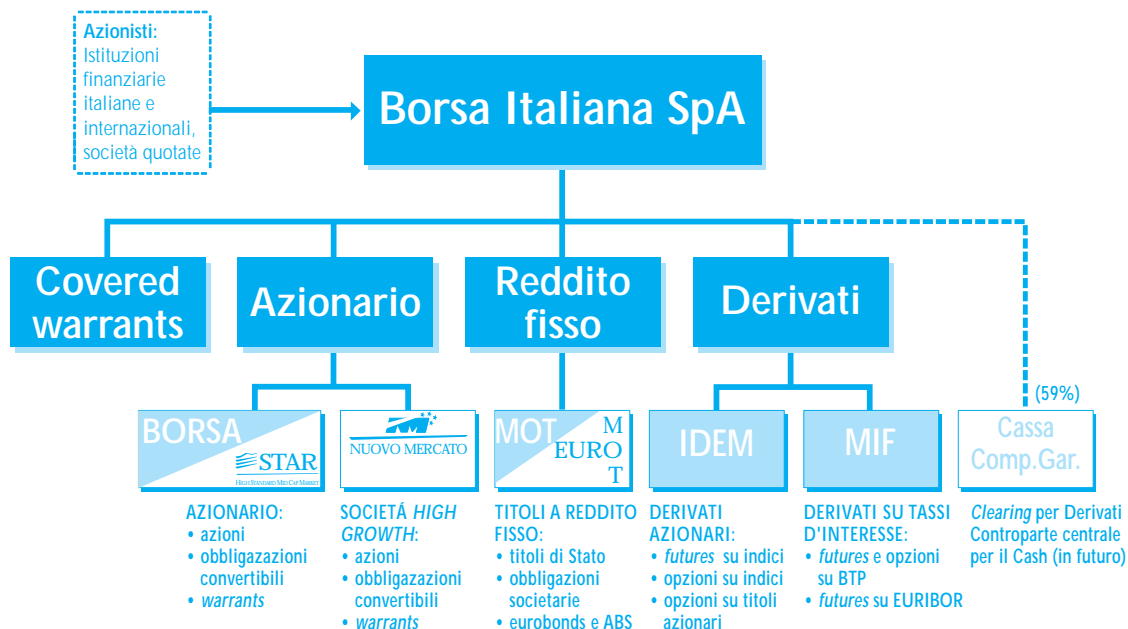 Azionisti:
Istituzioni
finanziarie
italiane e
internazionali,
società quotate
Borsa Italiana SpA
Covered
warrants
Azionario
Reddito
fisso
Derivati
(59%)
BORSA
STAR
HIGH STANDARD MID CAP MARKET
NUOVO MERCATO
MOT
M
EURO
T
IDEM
MIF
Cassa
Comp.Gar.
AZIONARIO:
• azioni
• obbligazazioni
convertibili
• warrants
SOCIETÁ HIGH
GROWTH:
• azioni
• obbligazazioni
convertibili
• warrants
TITOLI A REDDITO
FISSO:
• titoli di Stato
• obbligazioni
societarie
• eurobonds e ABS
DERIVATI
AZIONARI:
• futures su indici
• opzioni su indici
• opzioni su titoli
azionari
DERIVATI SU TASSI
D'INTERESSE:
• futures e opzioni
su BTP
• futures su EURIBOR
Clearing per Derivati
Controparte centrale
per il Cash (in futuro)